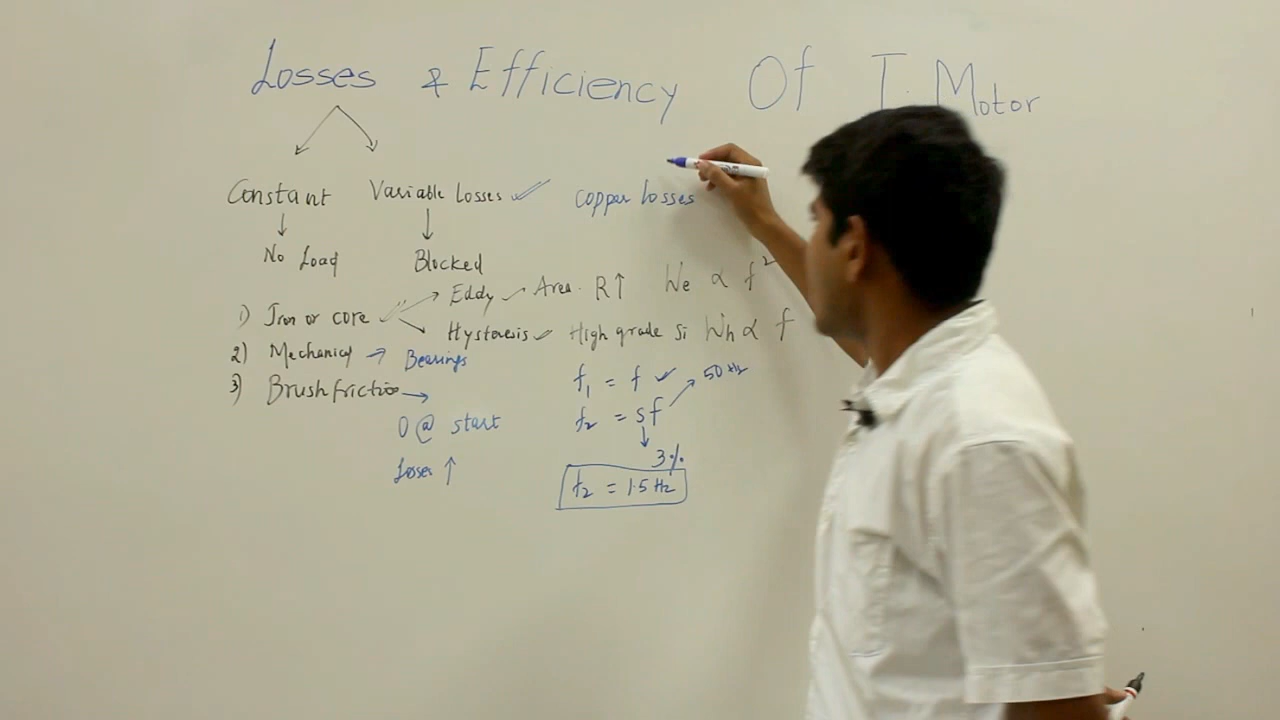 Losses & Efficiency Of I. Motor
Constant Variable Losses ✓ copper losses
No Load Blocked
Eddy Area. R↑ We ∝ f²
1) Iron or core ✓
Hysteresis ✓ High grade Si Wh ∝ f
2) Mechanical → Bearings
3) Brush friction →
f₁ = f ✓ 50 Hz
0 @ start f₂ = sf
3%
Losses ↑ f₂ = 1.5 Hz